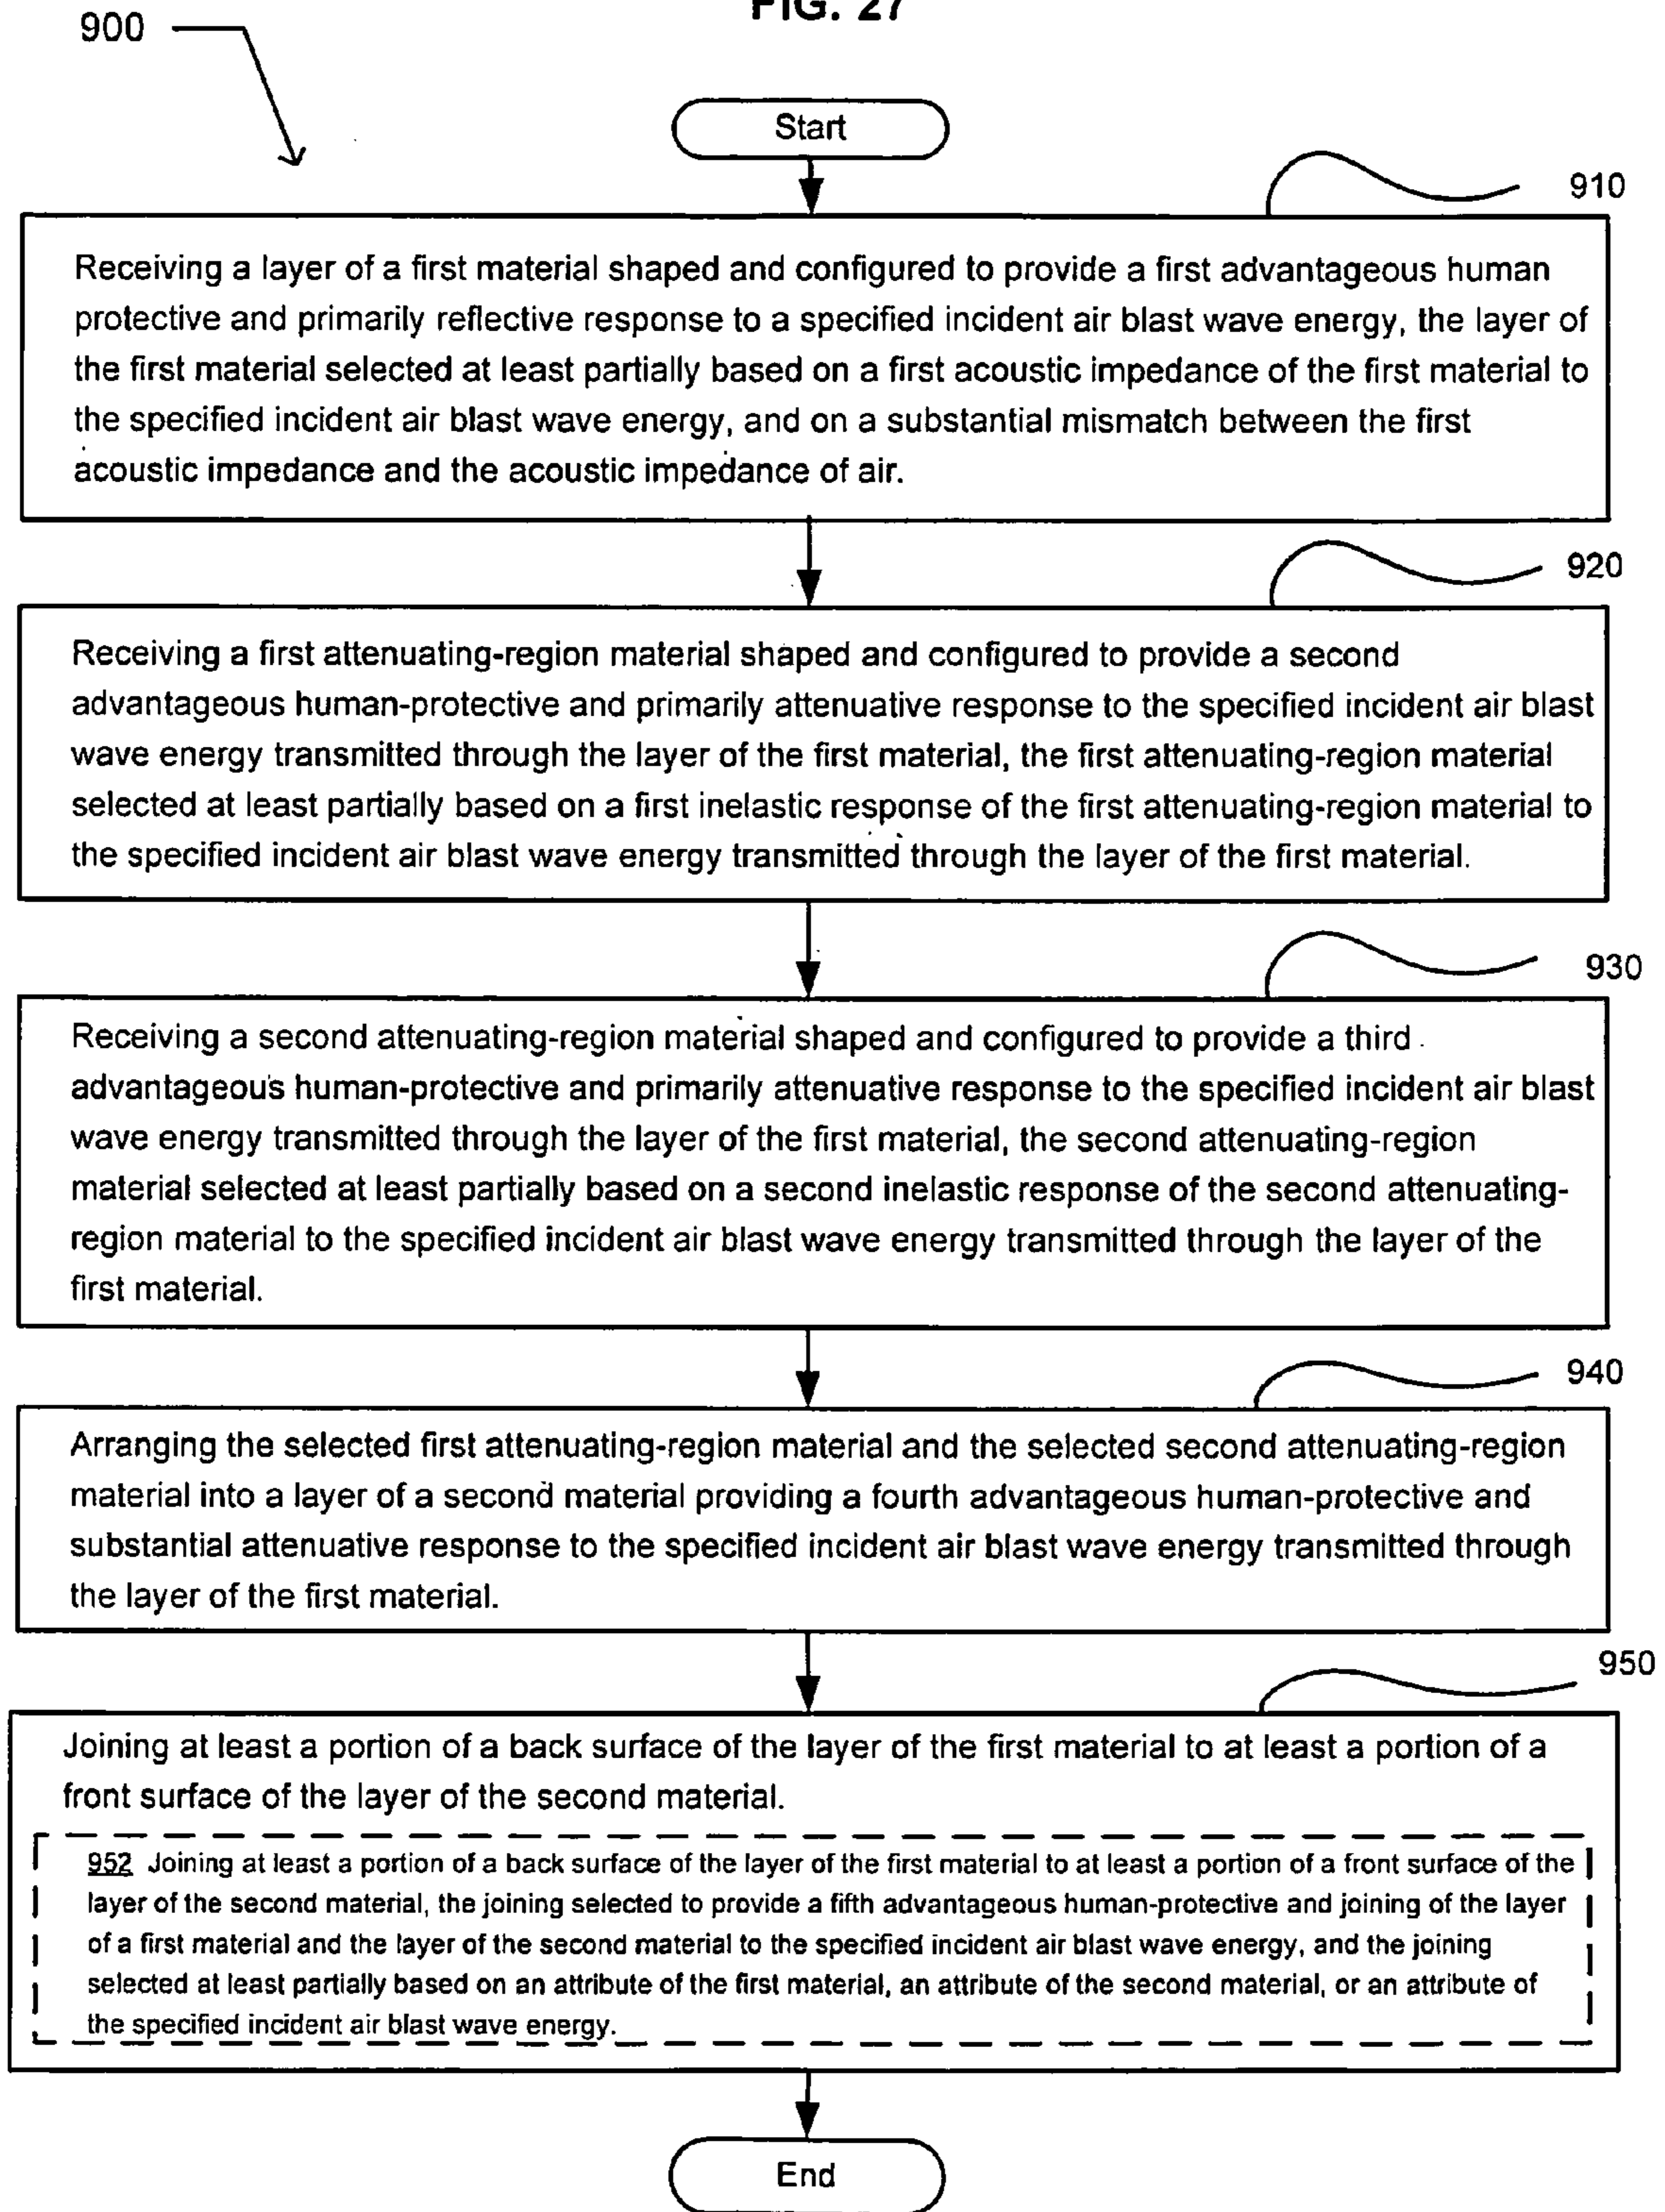 FIG. 27
900
Start
910
Receiving a layer of a first material shaped and configured to provide a first advantageous human
protective and primarily reflective response to a specified incident air blast wave energy, the layer of
the first material selected at least partially based on a first acoustic impedance of the first material to
the specified incident air blast wave energy, and on a substantial mismatch between the first
acoustic impedance and the acoustic impedance of air.
920
Receiving a first attenuating-region material shaped and configured to provide a second
advantageous human-protective and primarily attenuative response to the specified incident air blast
wave energy transmitted through the layer of the first material, the first attenuating-region material
selected at least partially based on a first inelastic response of the first attenuating-region material to
the specified incident air blast wave energy transmitted through the layer of the first material.
930
Receiving a second attenuating-region material shaped and configured to provide a third
advantageous human-protective and primarily attenuative response to the specified incident air blast
wave energy transmitted through the layer of the first material, the second attenuating-region
material selected at least partially based on a second inelastic response of the second attenuating-
region material to the specified incident air blast wave energy transmitted through the layer of the
first material.
940
Arranging the selected first attenuating-region material and the selected second attenuating-region
material into a layer of a second material providing a fourth advantageous human-protective and
substantial attenuative response to the specified incident air blast wave energy transmitted through
the layer of the first material.
950
Joining at least a portion of a back surface of the layer of the first material to at least a portion of a
front surface of the layer of the second material.
952 Joining at least a portion of a back surface of the layer of the first material to at least a portion of a front surface of the
layer of the second material, the joining selected to provide a fifth advantageous human-protective and joining of the layer
of a first material and the layer of the second material to the specified incident air blast wave energy, and the joining
selected at least partially based on an attribute of the first material, an attribute of the second material, or an attribute of
the specified incident air blast wave energy.
End